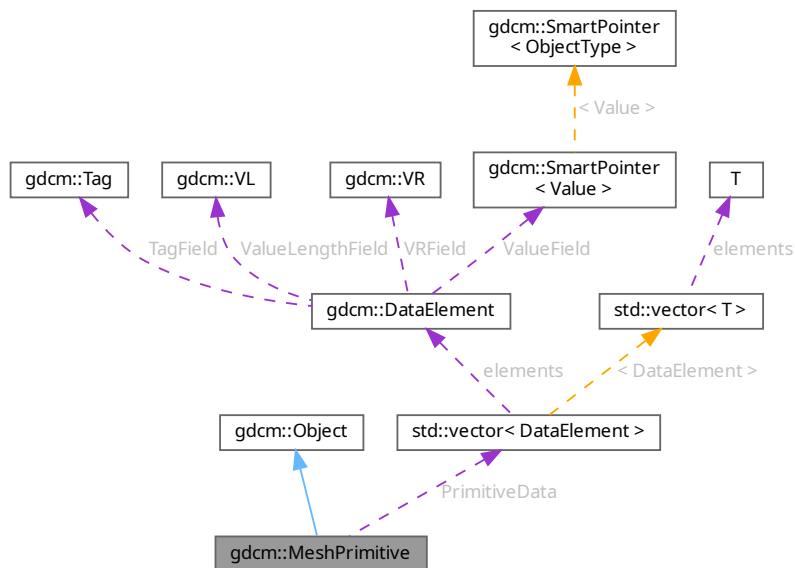 gdcm::SmartPointer
< ObjectType >
< Value >
gdcm::Tag
gdcm::VL
gdcm::VR
gdcm::SmartPointer
< Value >
T
TagField
ValueLengthField
VRField
ValueField
elements
gdcm::DataElement
std::vector< T >
elements
< DataElement >
gdcm::Object
std::vector< DataElement >
PrimitiveData
gdcm::MeshPrimitive